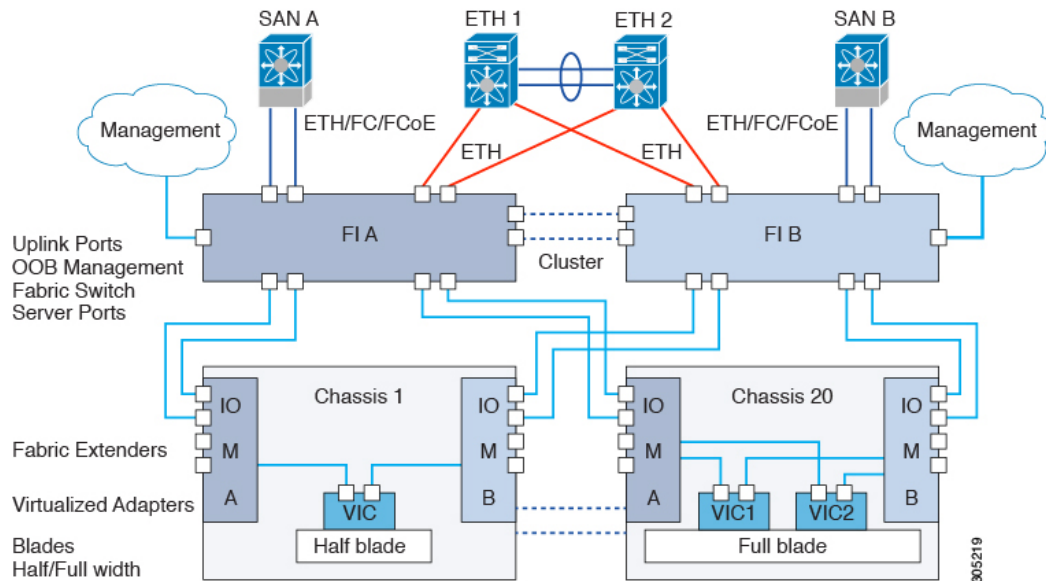 SAN A
ETH 1
ETH 2
SAN B
Management
ETH/FC/FCoE
ETH
ETH
ETH/FC/FCoE
Management
FI A
FI B
Cluster
Uplink Ports
OOB Management
Fabric Switch
Server Ports
Chassis 1
Chassis 20
IO
M
A
IO
M
B
IO
M
A
IO
M
B
Fabric Extenders
Virtualized Adapters
VIC
VIC1
VIC2
Half blade
Full blade
Blades
Half/Full width
305219